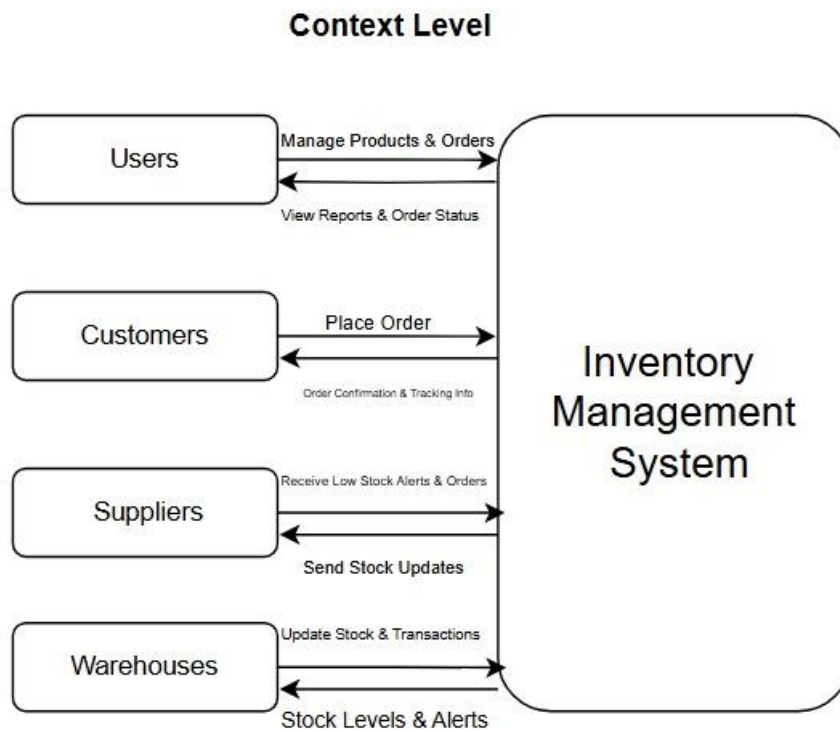 Context Level
Users
Manage Products & Orders
View Reports & Order Status
Customers
Place Order
Order Confirmation & Tracking Info
Suppliers
Receive Low Stock Alerts & Orders
Send Stock Updates
Warehouses
Update Stock & Transactions
Stock Levels & Alerts
Inventory
Management
System